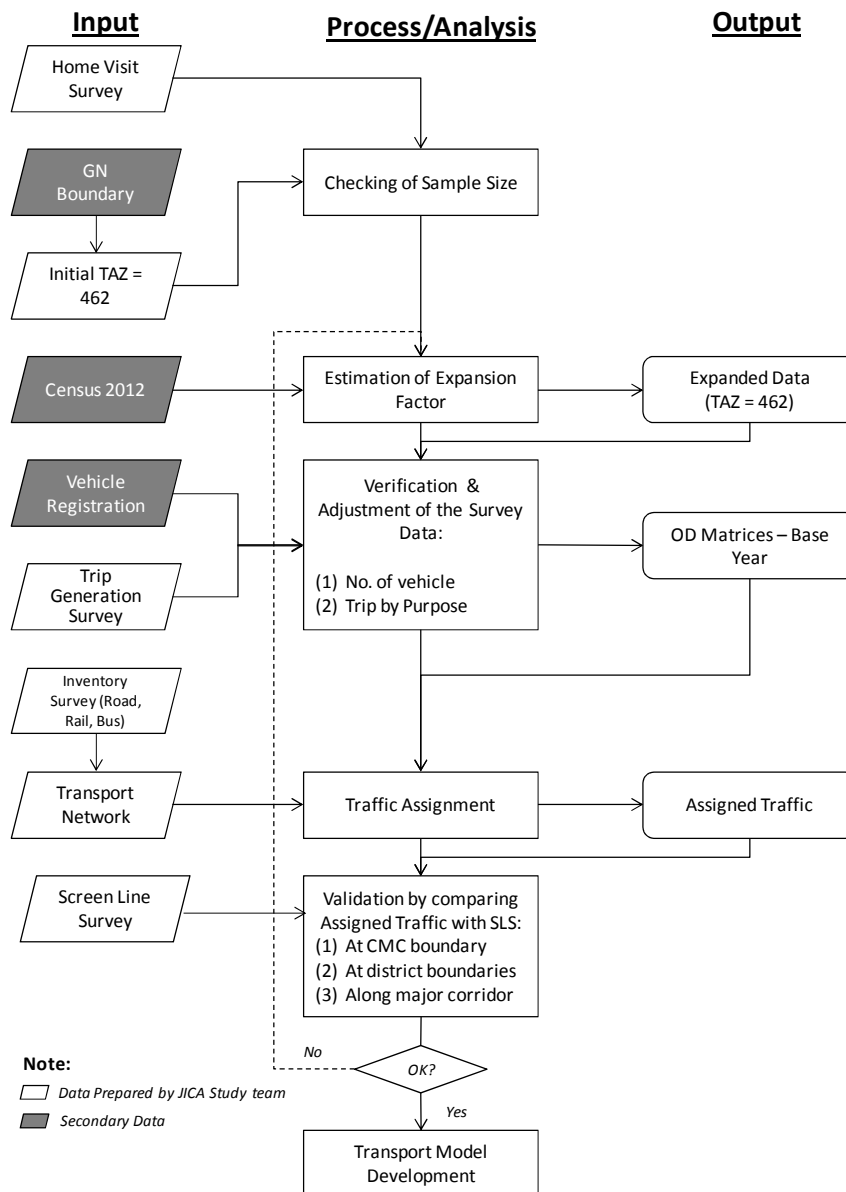 Input
Process/Analysis
Output
Home Visit
Survey
GN
Boundary
Checking of Sample Size
Initial TAZ =
462
Census 2012
Estimation of Expansion
Factor
Expanded Data
(TAZ = 462)
Vehicle
Registration
Verification &
Adjustment of the Survey
Data:
(1) No. of vehicle
(2) Trip by Purpose
OD Matrices – Base
Year
Trip
Generation
Survey
Inventory
Survey (Road,
Rail, Bus)
Transport
Network
Traffic Assignment
Assigned Traffic
Screen Line
Survey
Validation by comparing
Assigned Traffic with SLS:
(1) At CMC boundary
(2) At district boundaries
(3) Along major corridor
No
OK?
Yes
Transport Model
Development
Note:
Data Prepared by JICA Study team
Secondary Data